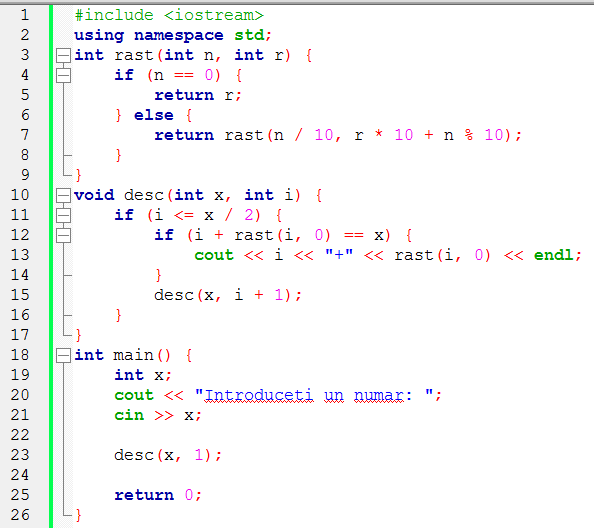 1 #include <iostream>
2 using namespace std;
3 int rast(int n, int r) {
4     if (n == 0) {
5         return r;
6     } else {
7         return rast(n / 10, r * 10 + n % 10);
8     }
9 }
10 void desc(int x, int i) {
11     if (i <= x / 2) {
12         if (i + rast(i, 0) == x) {
13             cout << i << "+" << rast(i, 0) << endl;
14         }
15         desc(x, i + 1);
16     }
17 }
18 int main() {
19     int x;
20     cout << "Introduceti un numar: ";
21     cin >> x;
22
23     desc(x, 1);
24
25     return 0;
26 }